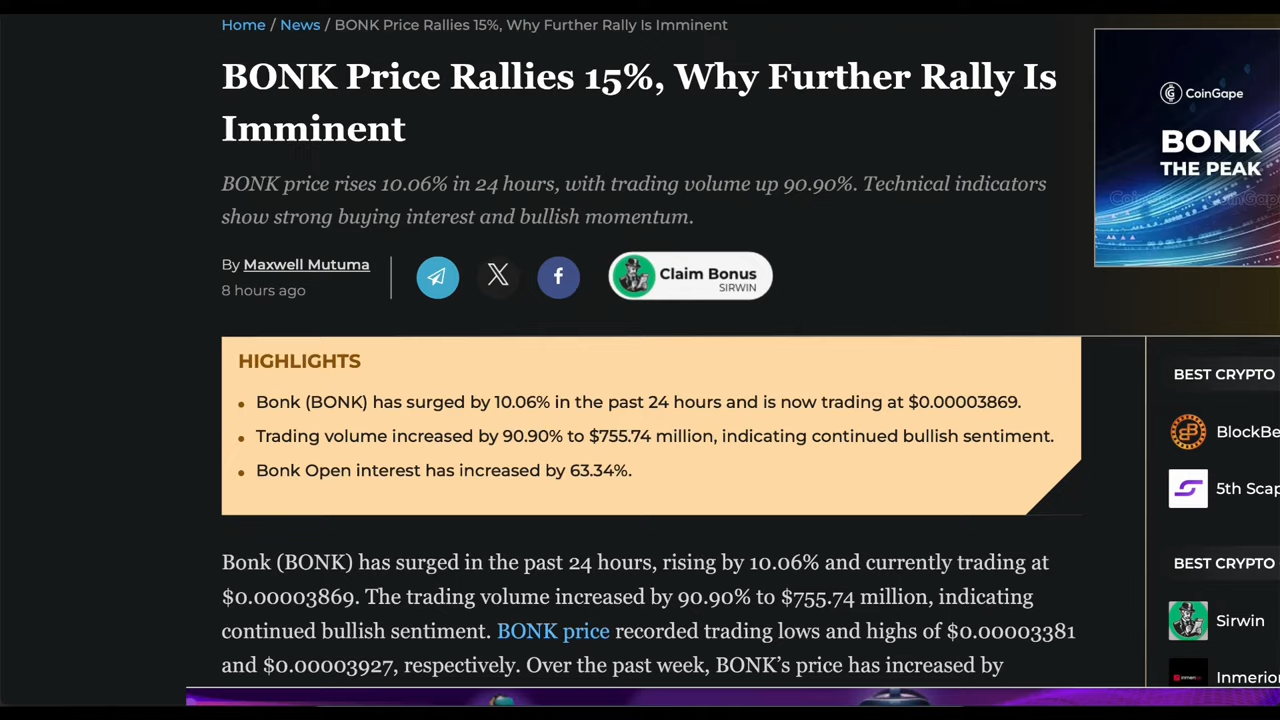 Home / News / BONK Price Rallies 15%, Why Further Rally Is Imminent
BONK Price Rallies 15%, Why Further Rally Is
Imminent
BONK price rises 10.06% in 24 hours, with trading volume up 90.90%. Technical indicators
show strong buying interest and bullish momentum.
By Maxwell Mutuma
8 hours ago
Claim Bonus
SIRWIN
CoinGape
BONK
THE PEAK
HIGHLIGHTS
• Bonk (BONK) has surged by 10.06% in the past 24 hours and is now trading at $0.00003869.
• Trading volume increased by 90.90% to $755.74 million, indicating continued bullish sentiment.
• Bonk Open interest has increased by 63.34%.
Bonk (BONK) has surged in the past 24 hours, rising by 10.06% and currently trading at
$0.00003869. The trading volume increased by 90.90% to $755.74 million, indicating
continued bullish sentiment. BONK price recorded trading lows and highs of $0.00003381
and $0.00003927, respectively. Over the past week, BONK’s price has increased by
BEST CRYPTO
BlockBe
5th Scap
BEST CRYPTO
Sirwin
Inmerion